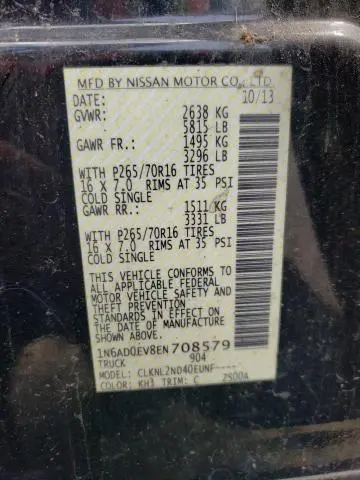 MFD BY NISSAN MOTOR CO.,LTD.
DATE: 10/13
GVWR: 2638 KG
5815 LB
GAWR FR.: 1495 KG
3296 LB
WITH P265/70R16 TIRES
16 X 7.0 RIMS AT 35 PSI
COLD SINGLE
GAWR RR.: 1511 KG
3331 LB
WITH P265/70R16 TIRES
16 X 7.0 RIMS AT 35 PSI
COLD SINGLE
THIS VEHICLE CONFORMS TO
ALL APPLICABLE FEDERAL
MOTOR VEHICLE SAFETY AND
THEFT PREVENTION
STANDARDS IN EFFECT ON
THE DATE OF MANUFACTURE
SHOWN ABOVE.
1N6AD0EV8EN708579
TRUCK 904
MODEL: CLKNL2N040EUNF-----
COLOR: KH3 TRIM: C 7S00A